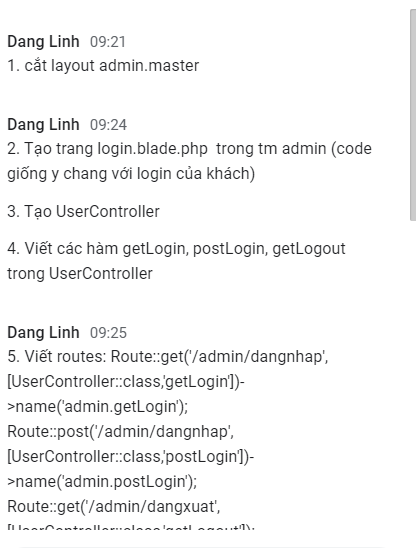 Dang Linh 09:21
1. cắt layout admin.master
Dang Linh 09:24
2. Tạo trang login.blade.php  trong tm admin (code
giống y chang với login của khách)
3. Tạo UserController
4. Viết các hàm getLogin, postLogin, getLogout
trong UserController
Dang Linh 09:25
5. Viết routes: Route::get('/admin/dangnhap',
[UserController::class,'getLogin'])-
>name('admin.getLogin');
Route::post('/admin/dangnhap',
[UserController::class,'postLogin'])-
>name('admin.postLogin');
Route::get('/admin/dangxuat',
[UserController::class,'getLogout']);